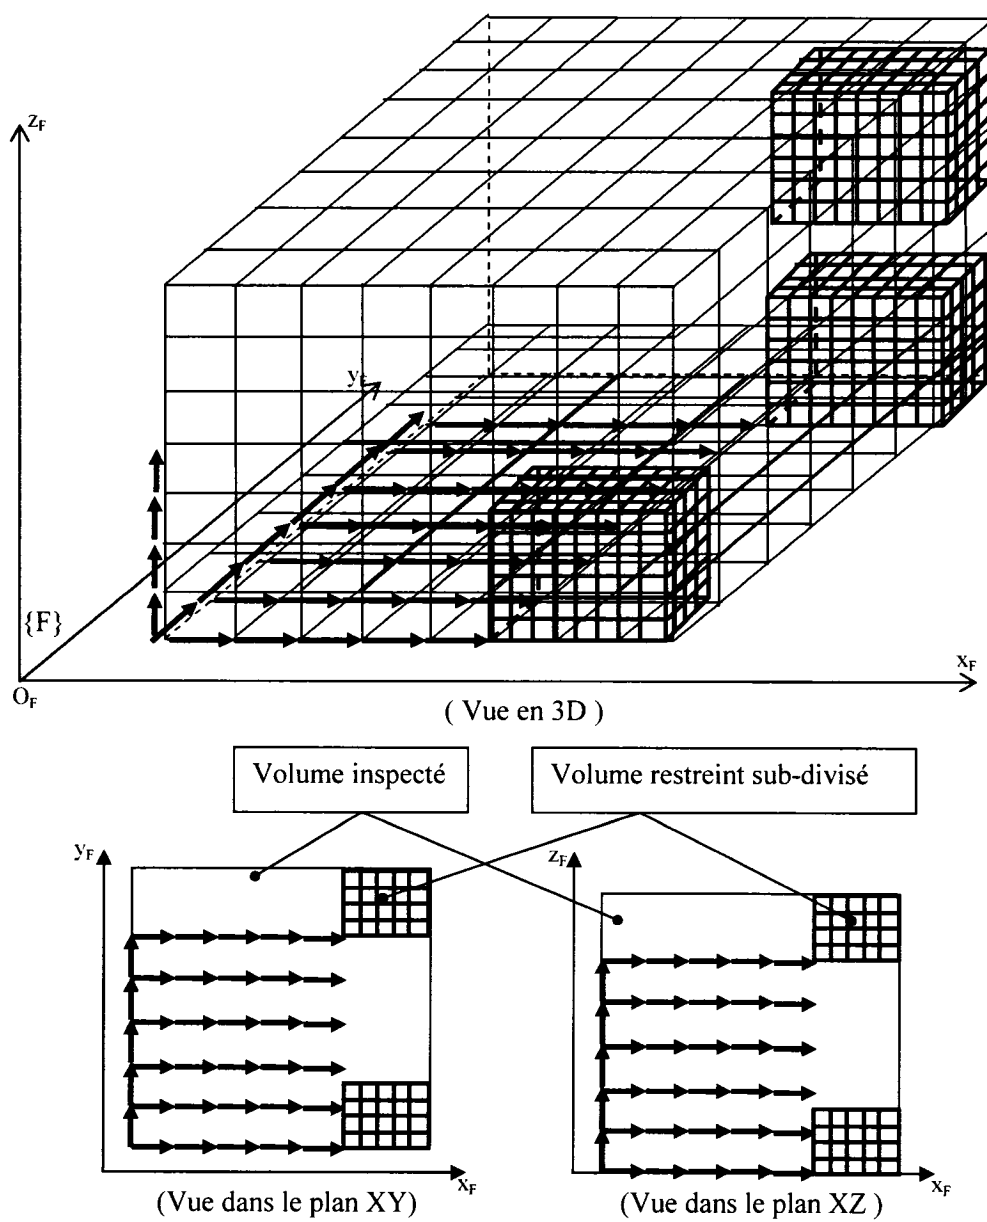 z_F
y_F
{F}
O_F
x_F
( Vue en 3D )
Volume inspecté
Volume restreint sub-divisé
y_F
z_F
x_F
x_F
(Vue dans le plan XY)
(Vue dans le plan XZ )